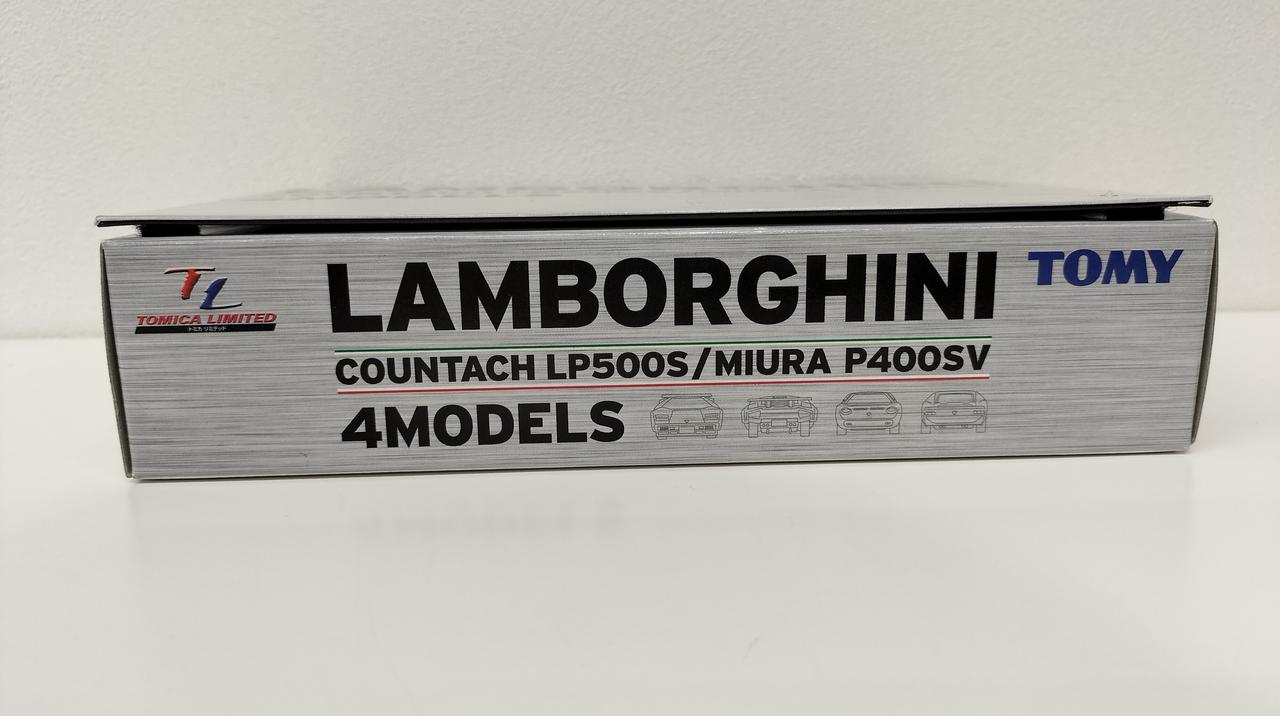 TL
TOMICA LIMITED
トミカ リミテッド
LAMBORGHINI
TOMY
COUNTACH LP500S/MIURA P400SV
4MODELS